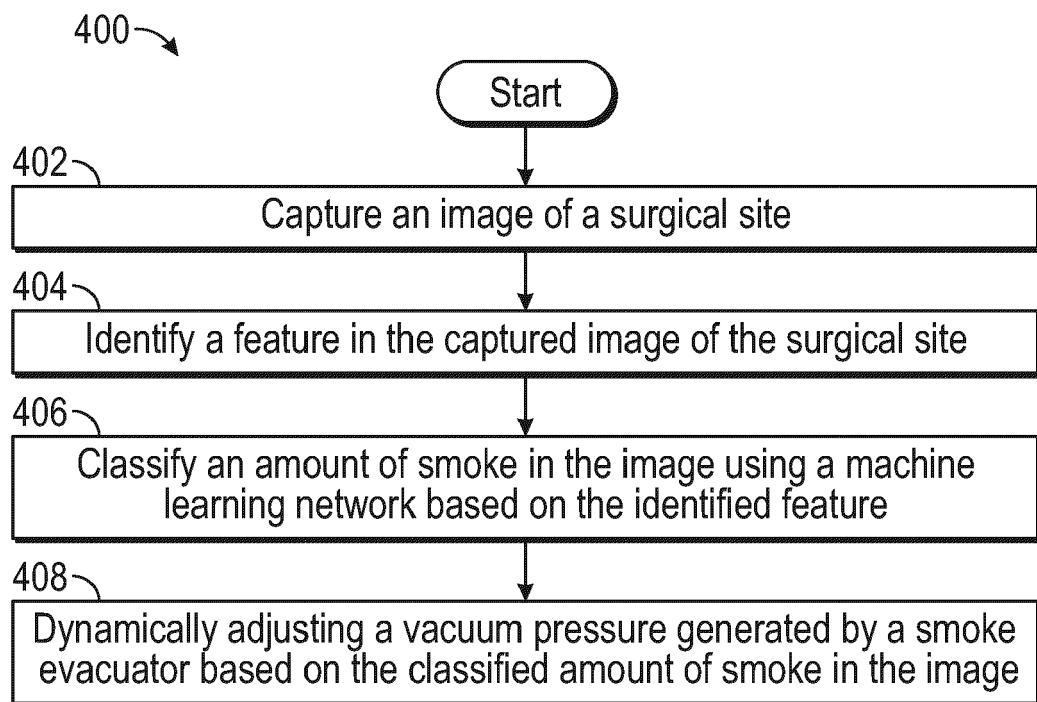 400
Start
402
Capture an image of a surgical site
404
Identify a feature in the captured image of the surgical site
406
Classify an amount of smoke in the image using a machine
learning network based on the identified feature
408
Dynamically adjusting a vacuum pressure generated by a smoke
evacuator based on the classified amount of smoke in the image